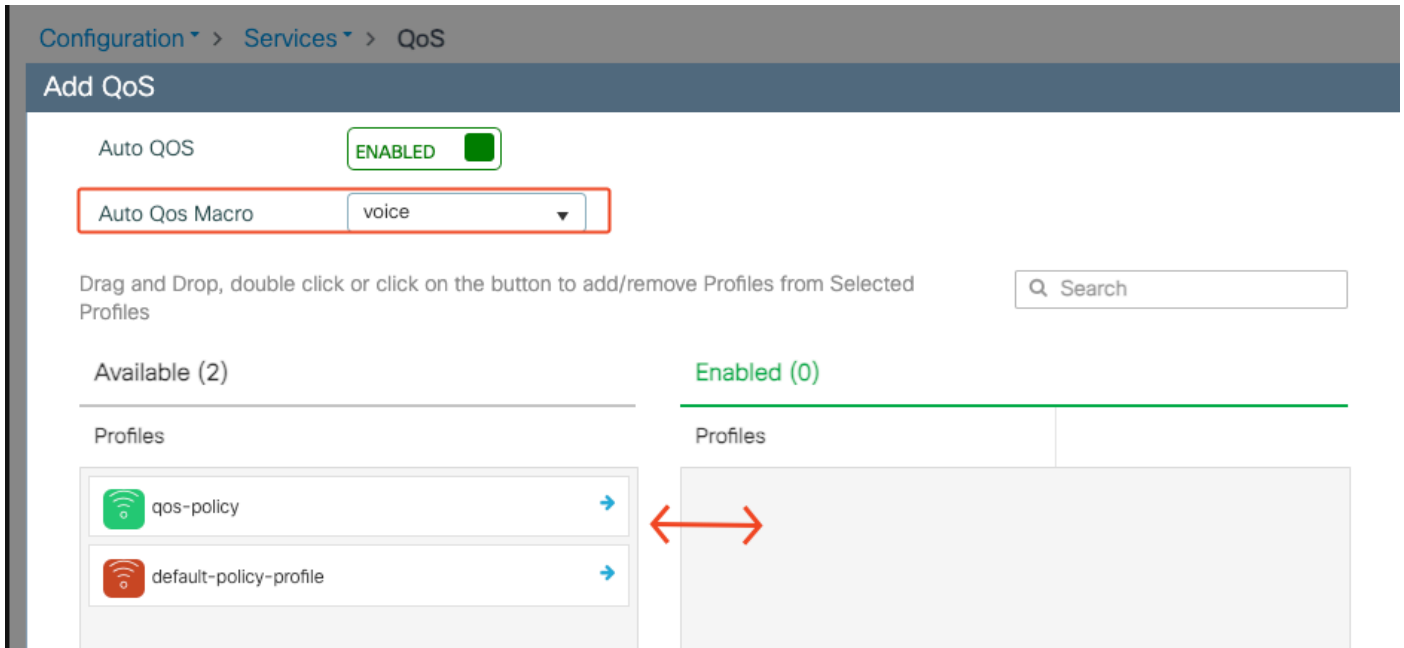 Configuration > Services > QoS
Add QoS
Auto QOS ENABLED
Auto Qos Macro voice
Drag and Drop, double click or click on the button to add/remove Profiles from Selected
Profiles
Search
Available (2) Enabled (0)
Profiles Profiles
qos-policy
default-policy-profile